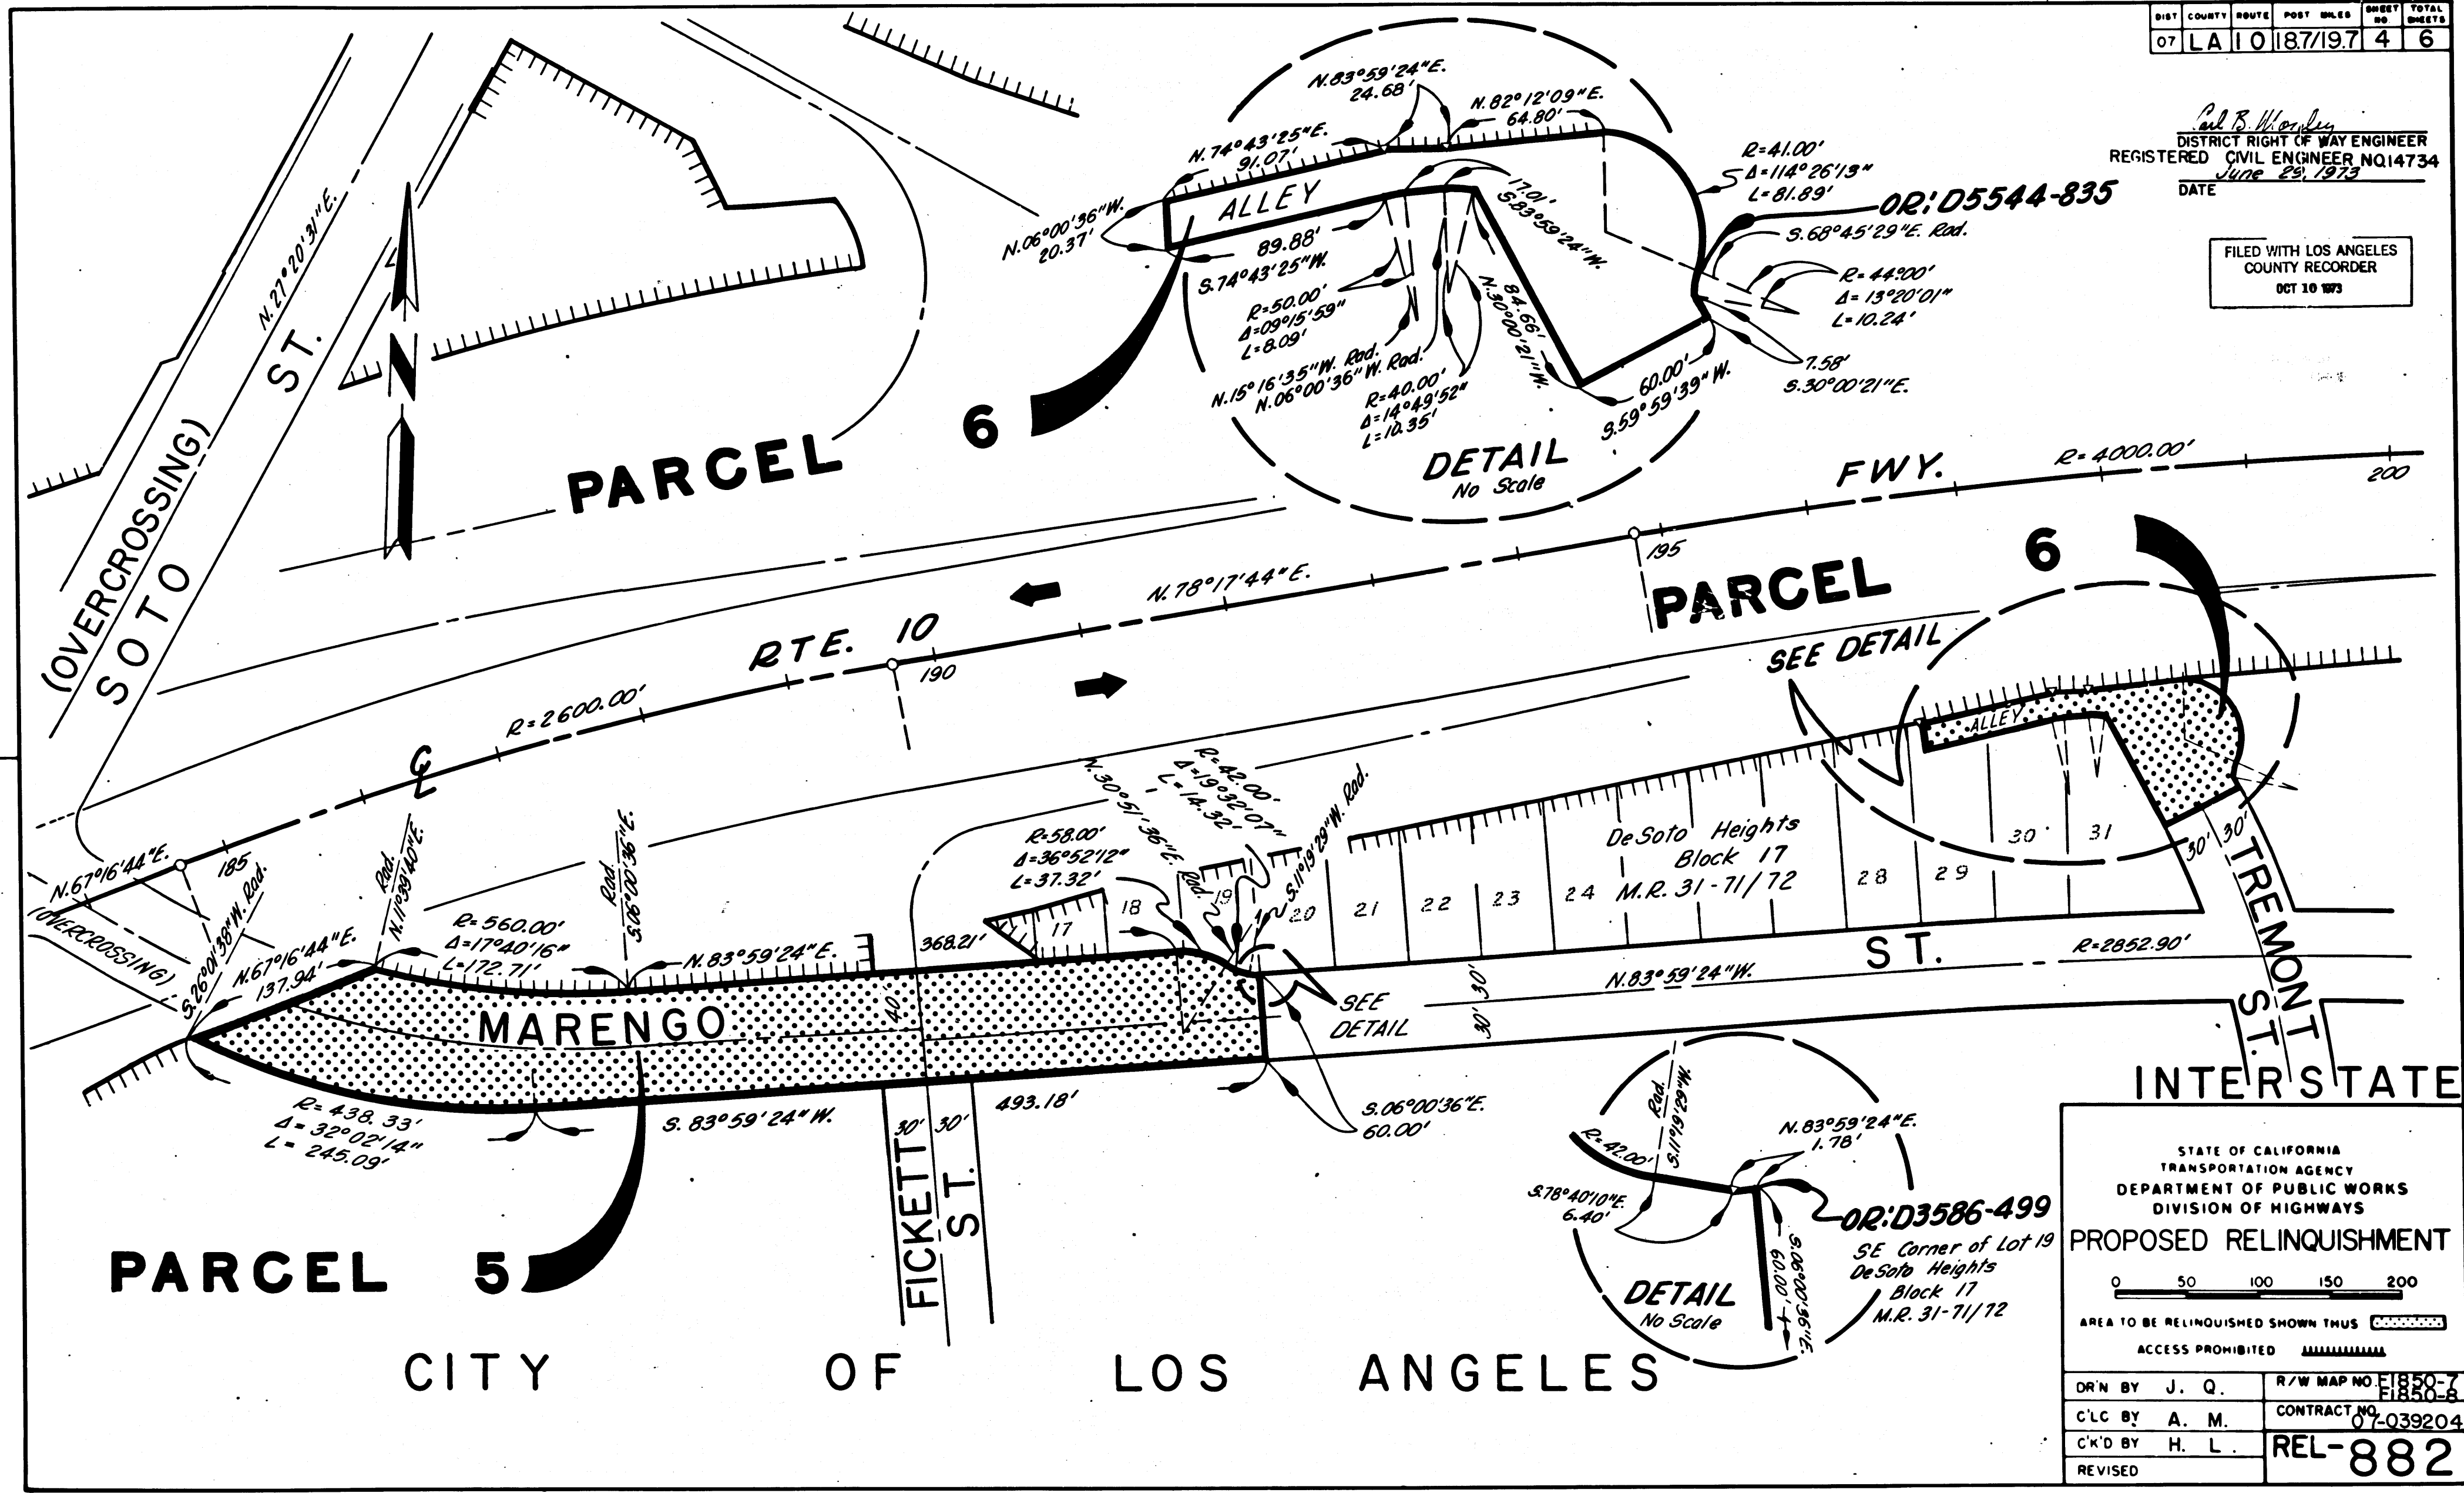 DIST COUNTY ROUTE POST MILES SHEET NO TOTAL SHEETS
07 LA 10 18.7/19.7 4 6
DISTRICT RIGHT OF WAY ENGINEER
REGISTERED CIVIL ENGINEER NO.14734
June 29, 1973
DATE
FILED WITH LOS ANGELES
COUNTY RECORDER
OCT 10 1973
N.83°59'24"E.
24.68'
N.82°12'09"E.
64.80'
N.74°43'25"E.
91.07'
ALLEY
N.06°00'36"W.
20.37'
89.88'
S.74°43'25"W.
17.01'
S.83°59'24"W.
R=41.00'
Δ=114°26'13"
L=81.89'
OR: D5544-835
S.68°45'29"E. Rad.
R=44.00'
Δ=13°20'01"
L=10.24'
7.58'
S.30°00'21"E.
R=50.00'
Δ=09°15'59"
L=8.09'
N.15°16'35"W. Rad.
N.06°00'36"W. Rad.
R=40.00'
Δ=14°49'52"
L=10.35'
84.66'
N.30°00'21"W.
60.00'
S.59°59'39"W.
DETAIL
No Scale
PARCEL 6
N.27°20'31"E.
(OVERCROSSING)
SOTO ST.
N
FWY.
R=4000.00'
200
195
N.78°17'44"E.
RTE. 10
190
R=2600.00'
185
N.67°16'44"E.
(OVERCROSSING)
PARCEL 6
SEE DETAIL
ALLEY
DeSoto Heights
Block 17
M.R. 31-71/72
17 18 19 20 21 22 23 24 28 29 30 31
30' 30'
TREMONT ST.
S.26°01'38"W. Rad.
N.67°16'44"E.
137.94'
Rad.
N.11°39'40"E.
R=560.00'
Δ=17°40'16"
L=172.71'
Rad.
S.06°00'36"E.
N.83°59'24"E.
368.21'
R=58.00'
Δ=36°52'12"
L=37.32'
N.30°51'36"E. Rad.
R=42.00'
Δ=19°32'07"
L=14.32'
S.11°19'29"W. Rad.
MARENGO ST.
40'
SEE
DETAIL
30' 30'
N.83°59'24"W.
R=2852.90'
R=438.33'
Δ=32°02'14"
L=245.09'
S.83°59'24"W.
493.18'
S.06°00'36"E.
60.00'
30' 30'
FICKETT ST.
PARCEL 5
R=42.00'
Rad.
S.11°19'29"W.
N.83°59'24"E.
1.78'
S.78°40'10"E.
6.40'
OR: D3586-499
SE Corner of Lot 19
DeSoto Heights
Block 17
M.R. 31-71/72
S.06°00'36"E.
60.00'
DETAIL
No Scale
CITY OF LOS ANGELES
INTERSTATE
STATE OF CALIFORNIA
TRANSPORTATION AGENCY
DEPARTMENT OF PUBLIC WORKS
DIVISION OF HIGHWAYS
PROPOSED RELINQUISHMENT
0 50 100 150 200
AREA TO BE RELINQUISHED SHOWN THUS
ACCESS PROHIBITED
DR'N BY J. Q.
R/W MAP NO. F1850-7
F1850-8
C'LC BY A. M.
CONTRACT NO. 07-039204
C'K'D BY H. L.
REL-882
REVISED